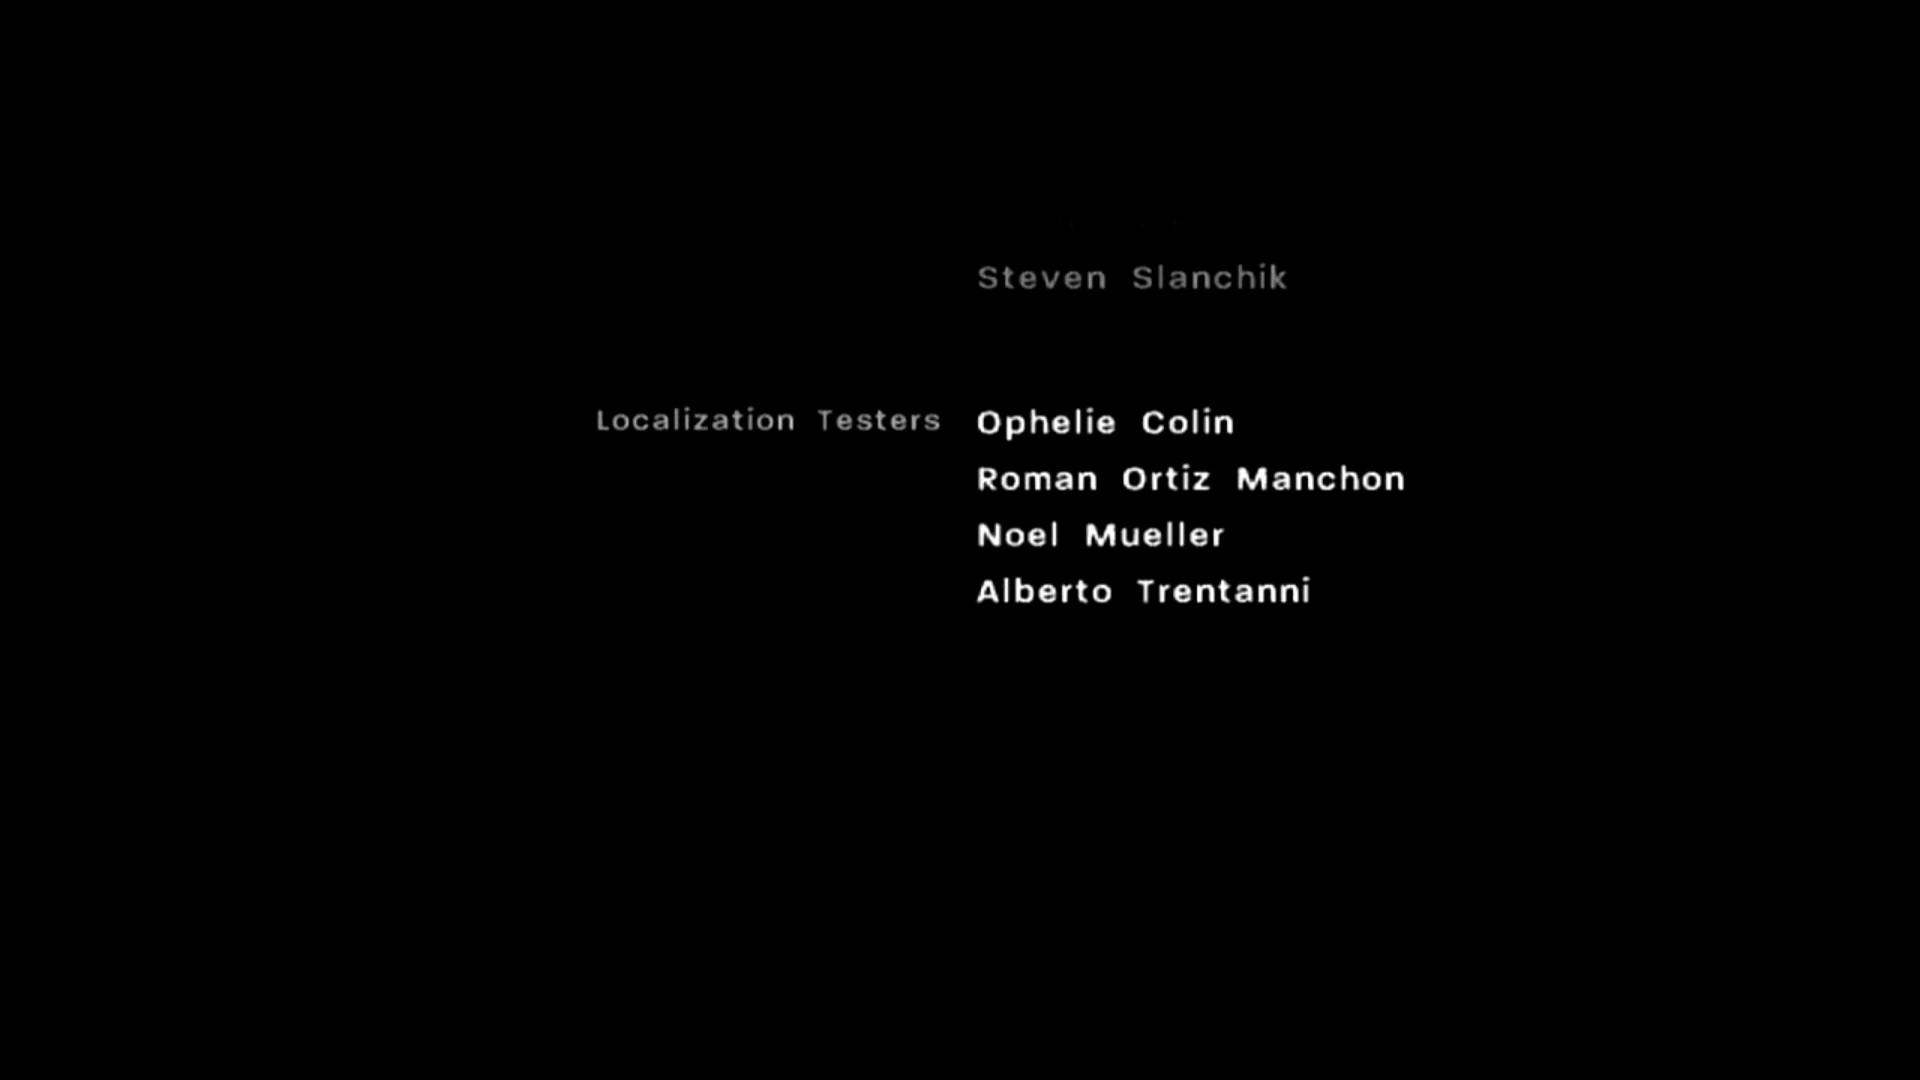 Steven Slanchik
Localization Testers Ophelie Colin
Roman Ortiz Manchon
Noel Mueller
Alberto Trentanni